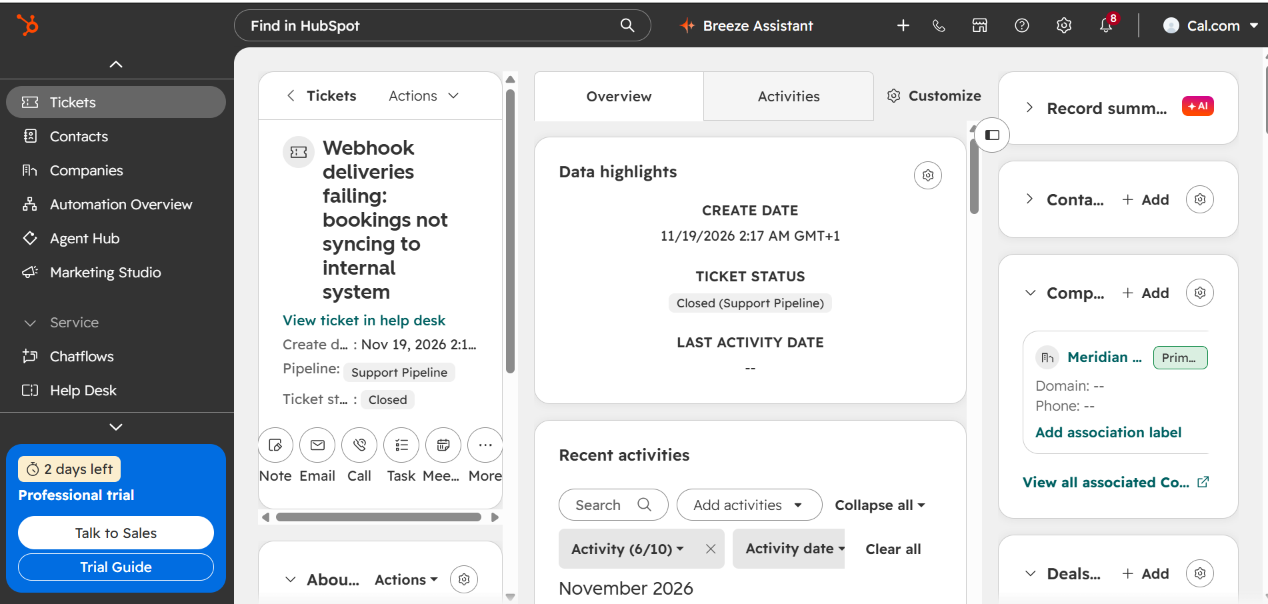 Find in HubSpot
Breeze Assistant
8
Cal.com
Tickets
Contacts
Companies
Automation Overview
Agent Hub
Marketing Studio
Service
Chatflows
Help Desk
2 days left
Professional trial
Talk to Sales
Trial Guide
Tickets
Actions
Webhook
deliveries
failing:
bookings not
syncing to
internal
system
View ticket in help desk
Create d... : Nov 19, 2026 2:1...
Pipeline: Support Pipeline
Ticket st... : Closed
Note Email Call Task Mee... More
Abou... Actions
Overview
Activities
Customize
Data highlights
CREATE DATE
11/19/2026 2:17 AM GMT+1
TICKET STATUS
Closed (Support Pipeline)
LAST ACTIVITY DATE
--
Recent activities
Search
Add activities
Collapse all
Activity (6/10)
Activity date
Clear all
November 2026
Record summ...
AI
Conta... + Add
Comp... + Add
Meridian ... Prim...
Domain: --
Phone: --
Add association label
View all associated Co...
Deals... + Add